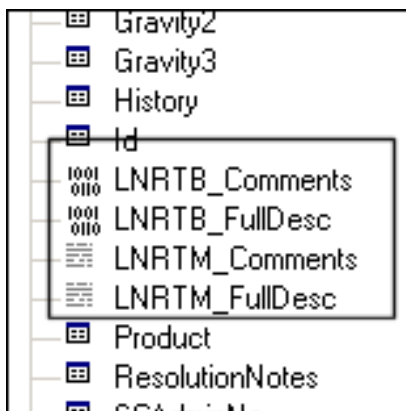 Gravity2
Gravity3
History
Id
LNRTB_Comments
LNRTB_FullDesc
LNRTM_Comments
LNRTM_FullDesc
Product
ResolutionNotes